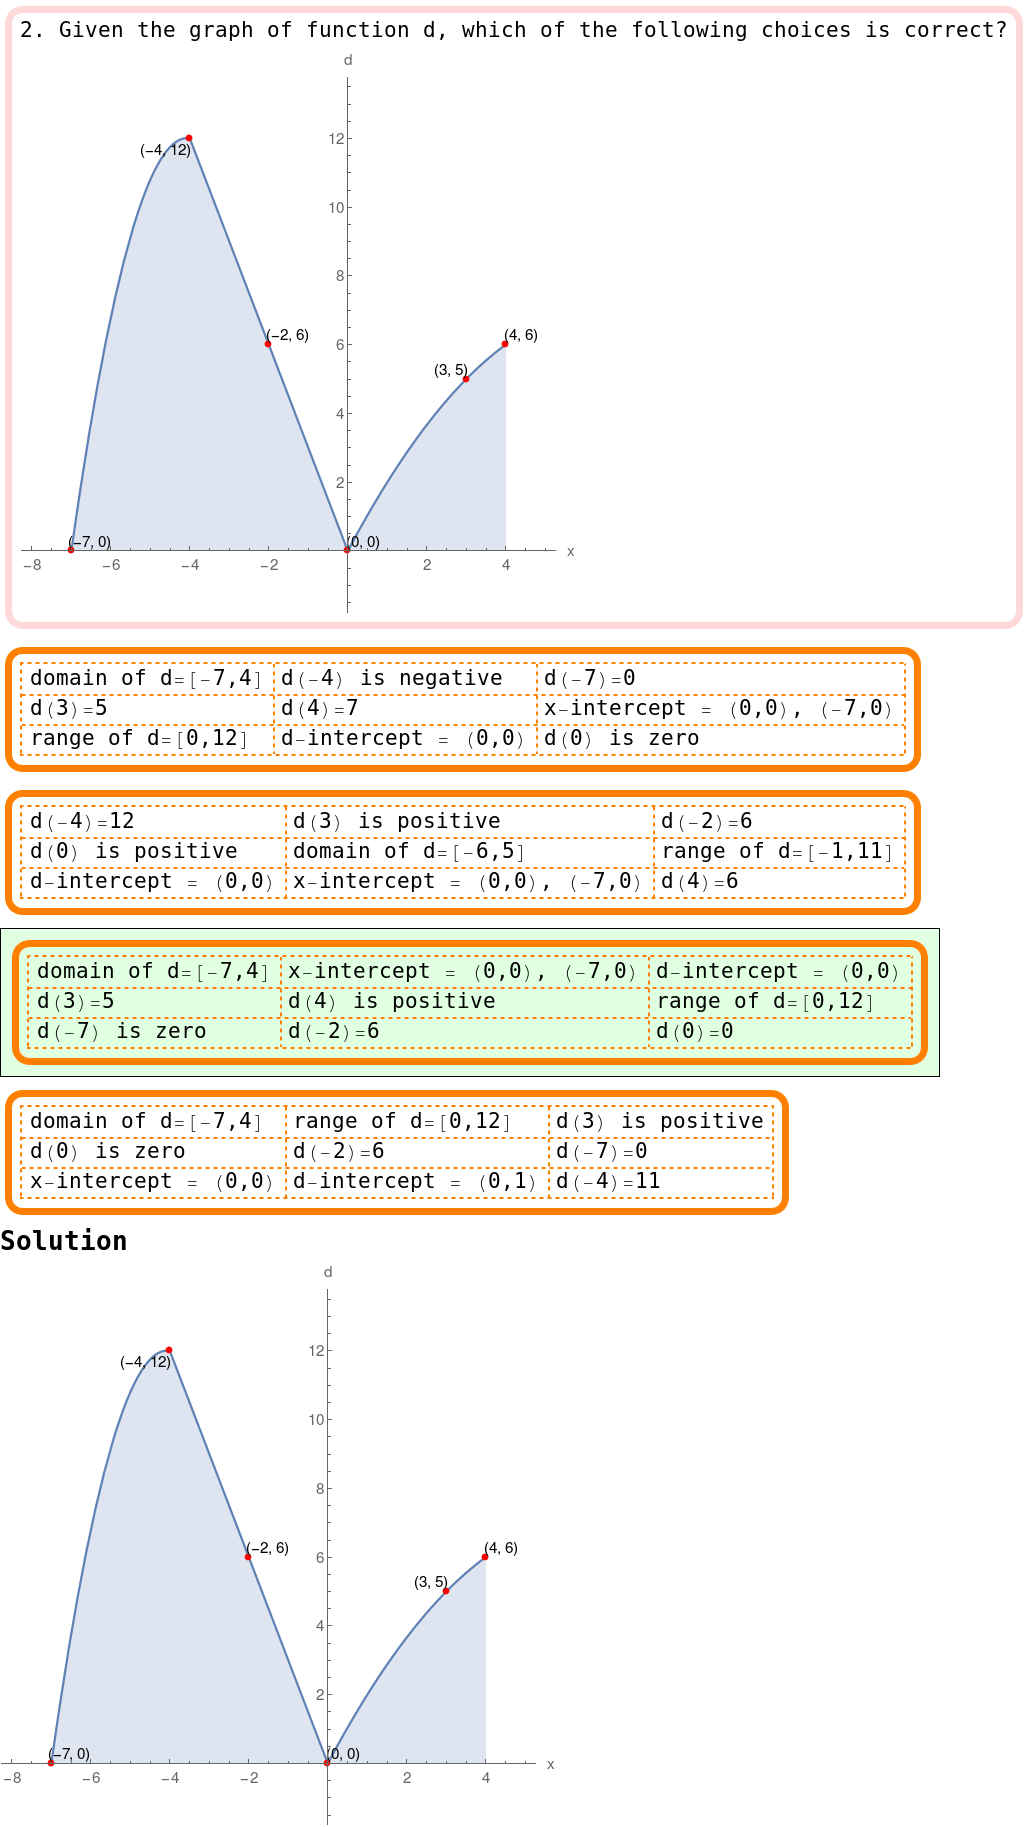 2. Given the graph of function d, which of the following choices is correct?
d
12
(−4, 12)
10
8
(−2, 6)
(4, 6)
6
(3, 5)
4
2
(−7, 0)
(0, 0)
x
−8 −6 −4 −2 2 4
domain of d=[-7,4] d(-4) is negative d(-7)=0
d(3)=5 d(4)=7 x-intercept = (0,0), (-7,0)
range of d=[0,12] d-intercept = (0,0) d(0) is zero
d(-4)=12 d(3) is positive d(-2)=6
d(0) is positive domain of d=[-6,5] range of d=[-1,11]
d-intercept = (0,0) x-intercept = (0,0), (-7,0) d(4)=6
domain of d=[-7,4] x-intercept = (0,0), (-7,0) d-intercept = (0,0)
d(3)=5 d(4) is positive range of d=[0,12]
d(-7) is zero d(-2)=6 d(0)=0
domain of d=[-7,4] range of d=[0,12] d(3) is positive
d(0) is zero d(-2)=6 d(-7)=0
x-intercept = (0,0) d-intercept = (0,1) d(-4)=11
Solution
d
12
(−4, 12)
10
8
(−2, 6)
(4, 6)
6
(3, 5)
4
2
(−7, 0)
(0, 0)
x
−8 −6 −4 −2 2 4